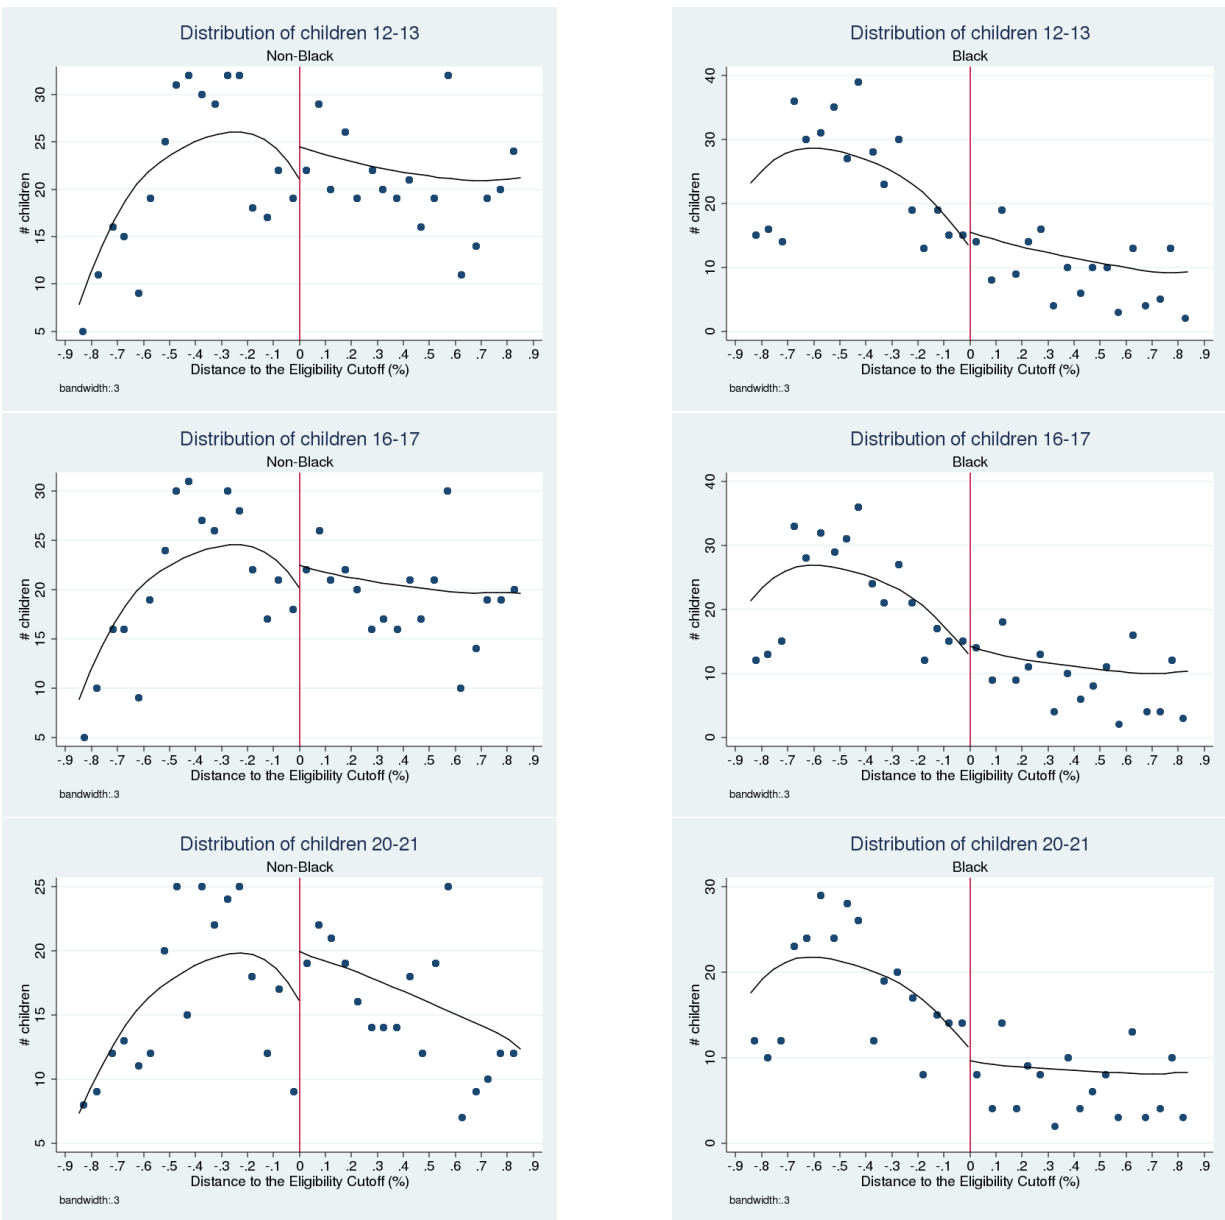 Distribution of children 12-13
Non-Black
# children
30
25
20
15
10
5
-.9 -.8 -.7 -.6 -.5 -.4 -.3 -.2 -.1 0 .1 .2 .3 .4 .5 .6 .7 .8 .9
Distance to the Eligibility Cutoff (%)
bandwidth:.3
Distribution of children 12-13
Black
# children
40
30
20
10
0
-.9 -.8 -.7 -.6 -.5 -.4 -.3 -.2 -.1 0 .1 .2 .3 .4 .5 .6 .7 .8 .9
Distance to the Eligibility Cutoff (%)
bandwidth:.3
Distribution of children 16-17
Non-Black
# children
30
25
20
15
10
5
-.9 -.8 -.7 -.6 -.5 -.4 -.3 -.2 -.1 0 .1 .2 .3 .4 .5 .6 .7 .8 .9
Distance to the Eligibility Cutoff (%)
bandwidth:.3
Distribution of children 16-17
Black
# children
40
30
20
10
0
-.9 -.8 -.7 -.6 -.5 -.4 -.3 -.2 -.1 0 .1 .2 .3 .4 .5 .6 .7 .8 .9
Distance to the Eligibility Cutoff (%)
bandwidth:.3
Distribution of children 20-21
Non-Black
# children
25
20
15
10
5
-.9 -.8 -.7 -.6 -.5 -.4 -.3 -.2 -.1 0 .1 .2 .3 .4 .5 .6 .7 .8 .9
Distance to the Eligibility Cutoff (%)
bandwidth:.3
Distribution of children 20-21
Black
# children
30
20
10
0
-.9 -.8 -.7 -.6 -.5 -.4 -.3 -.2 -.1 0 .1 .2 .3 .4 .5 .6 .7 .8 .9
Distance to the Eligibility Cutoff (%)
bandwidth:.3